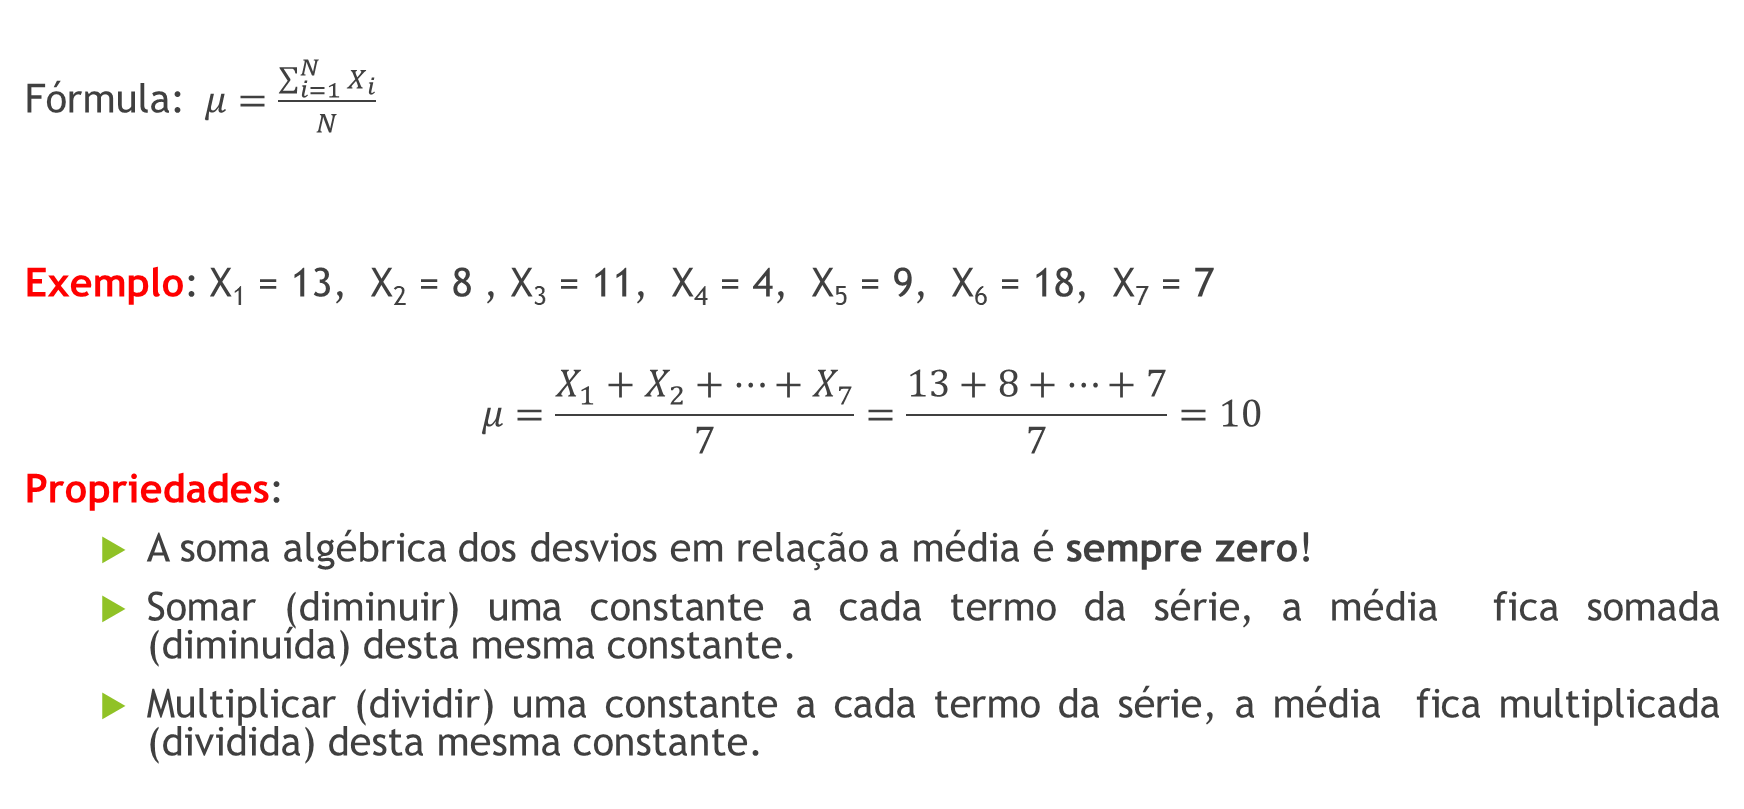 Fórmula: μ = ∑_{i=1}^{N} X_i / N
Exemplo: X₁ = 13, X₂ = 8 , X₃ = 11, X₄ = 4, X₅ = 9, X₆ = 18, X₇ = 7
μ = (X₁ + X₂ + ⋯ + X₇)/ 7 = (13 + 8 + ⋯ + 7)/ 7 = 10
Propriedades:
▶ A soma algébrica dos desvios em relação a média é sempre zero!
▶ Somar (diminuir) uma constante a cada termo da série, a média fica somada
(diminuída) desta mesma constante.
▶ Multiplicar (dividir) uma constante a cada termo da série, a média fica multiplicada
(dividida) desta mesma constante.